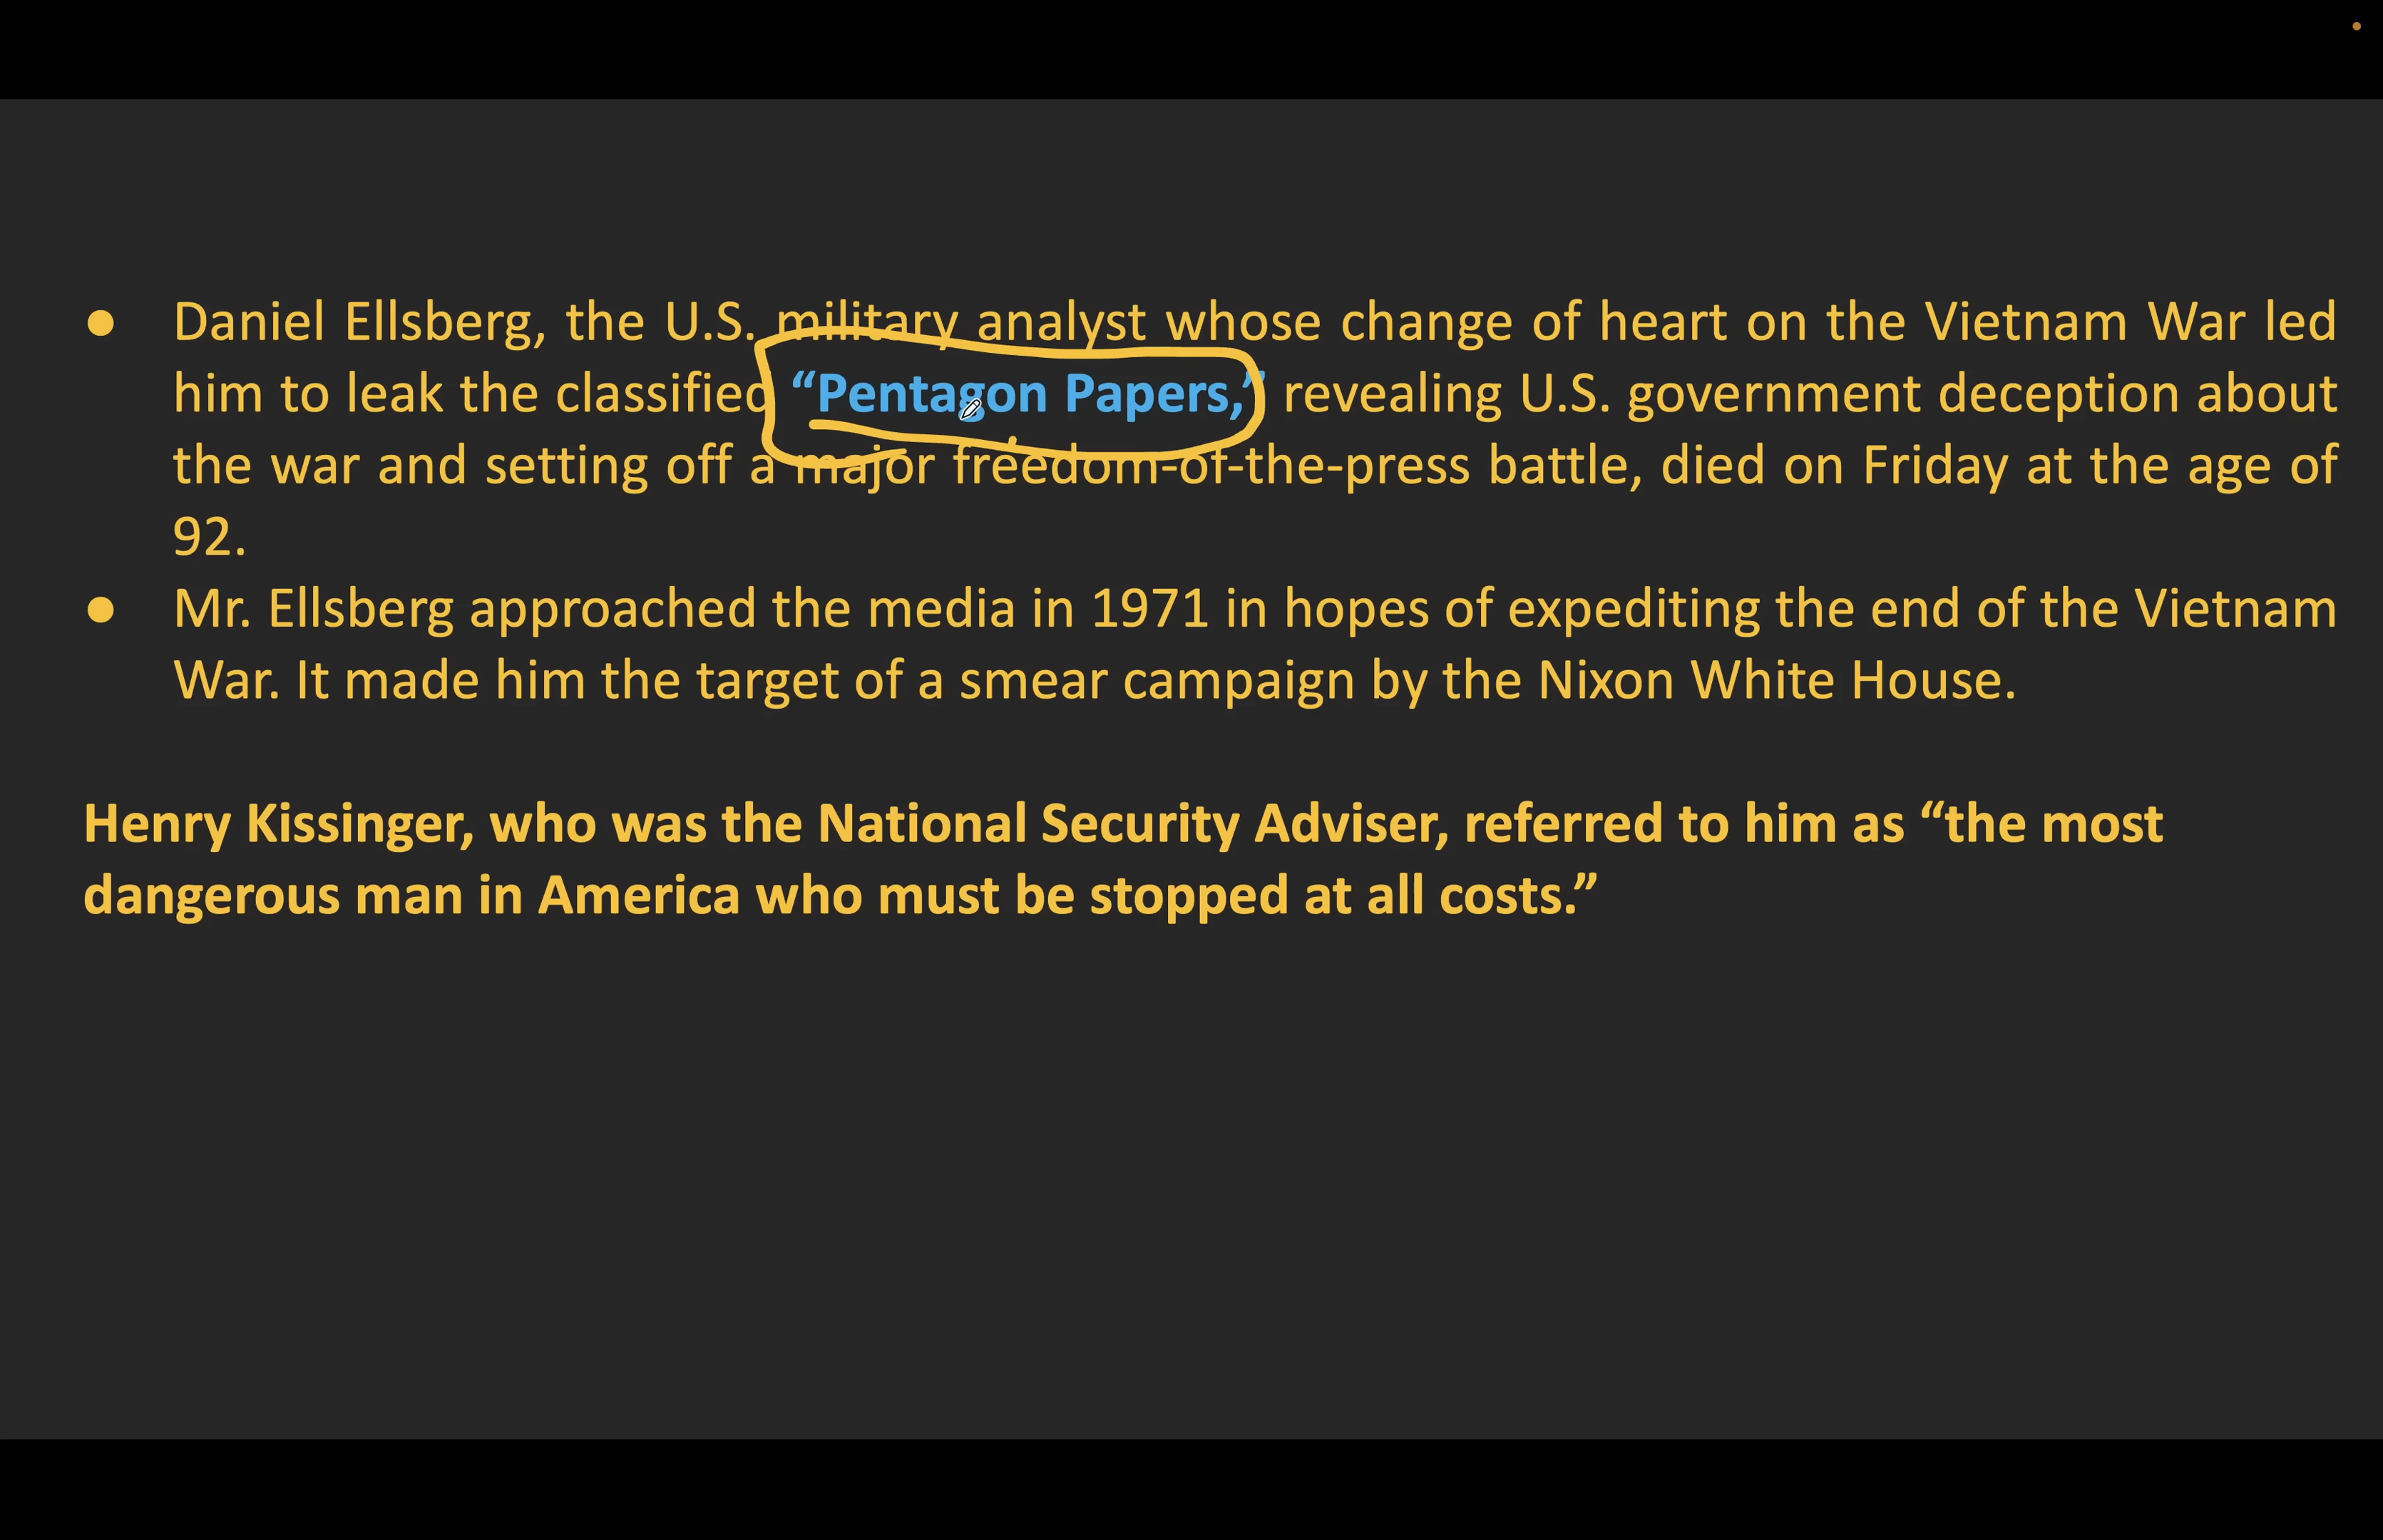 ● Daniel Ellsberg, the U.S. military analyst whose change of heart on the Vietnam War led
him to leak the classified “Pentagon Papers,” revealing U.S. government deception about
the war and setting off a major freedom-of-the-press battle, died on Friday at the age of
92.
● Mr. Ellsberg approached the media in 1971 in hopes of expediting the end of the Vietnam
War. It made him the target of a smear campaign by the Nixon White House.
Henry Kissinger, who was the National Security Adviser, referred to him as “the most
dangerous man in America who must be stopped at all costs.”